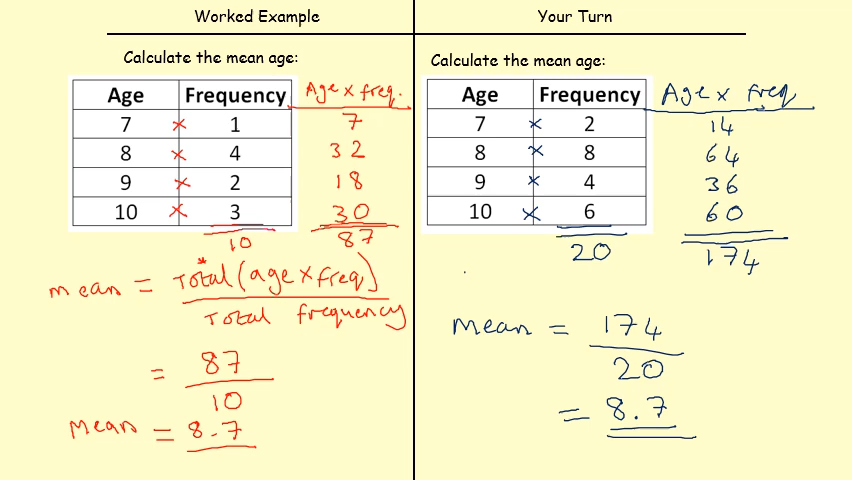 Worked Example
Calculate the mean age:
Age Frequency Age x freq.
7 x 1 7
8 x 4 32
9 x 2 18
10 x 3 30
10 87
mean = Total (age x freq)
Total frequency
= 87
10
Mean = 8.7
Your Turn
Calculate the mean age:
Age Frequency Age x freq
7 x 2 14
8 x 8 64
9 x 4 36
10 x 6 60
20 174
Mean = 174
20
= 8.7